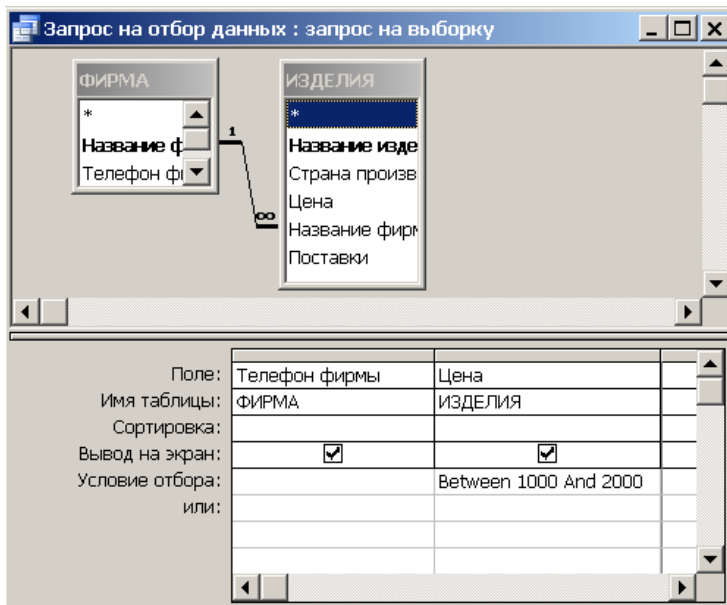 Запрос на отбор данных : запрос на выборку
ФИРМА
*
Название ф
Телефон фи
1
∞
ИЗДЕЛИЯ
*
Название изде
Страна произв
Цена
Название фирм
Поставки
Поле: Телефон фирмы Цена
Имя таблицы: ФИРМА ИЗДЕЛИЯ
Сортировка:
Вывод на экран:
Условие отбора: Between 1000 And 2000
или: